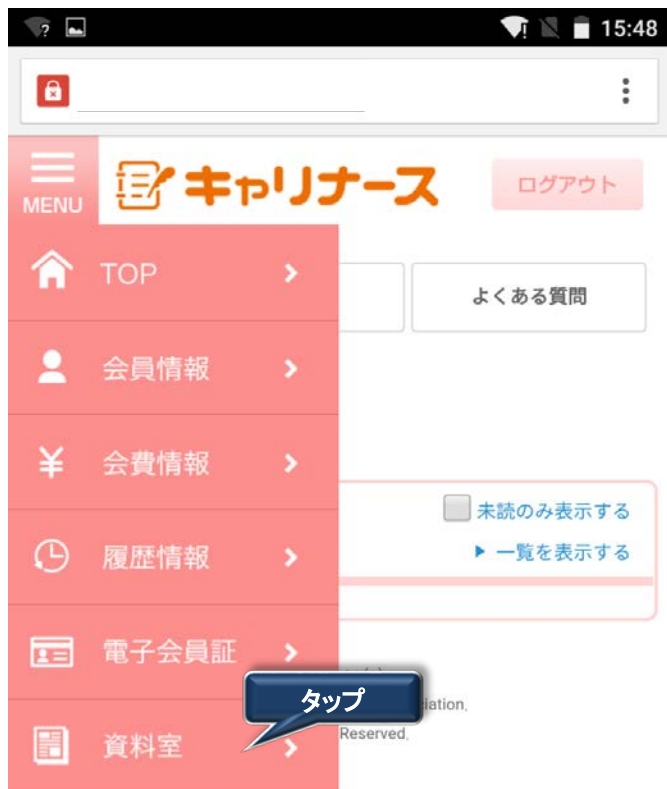 15:48
MENU
キャリナース
ログアウト
TOP
よくある質問
会員情報
会費情報
未読のみ表示する
履歴情報
一覧を表示する
電子会員証
タップ
iation.
資料室
Reserved.